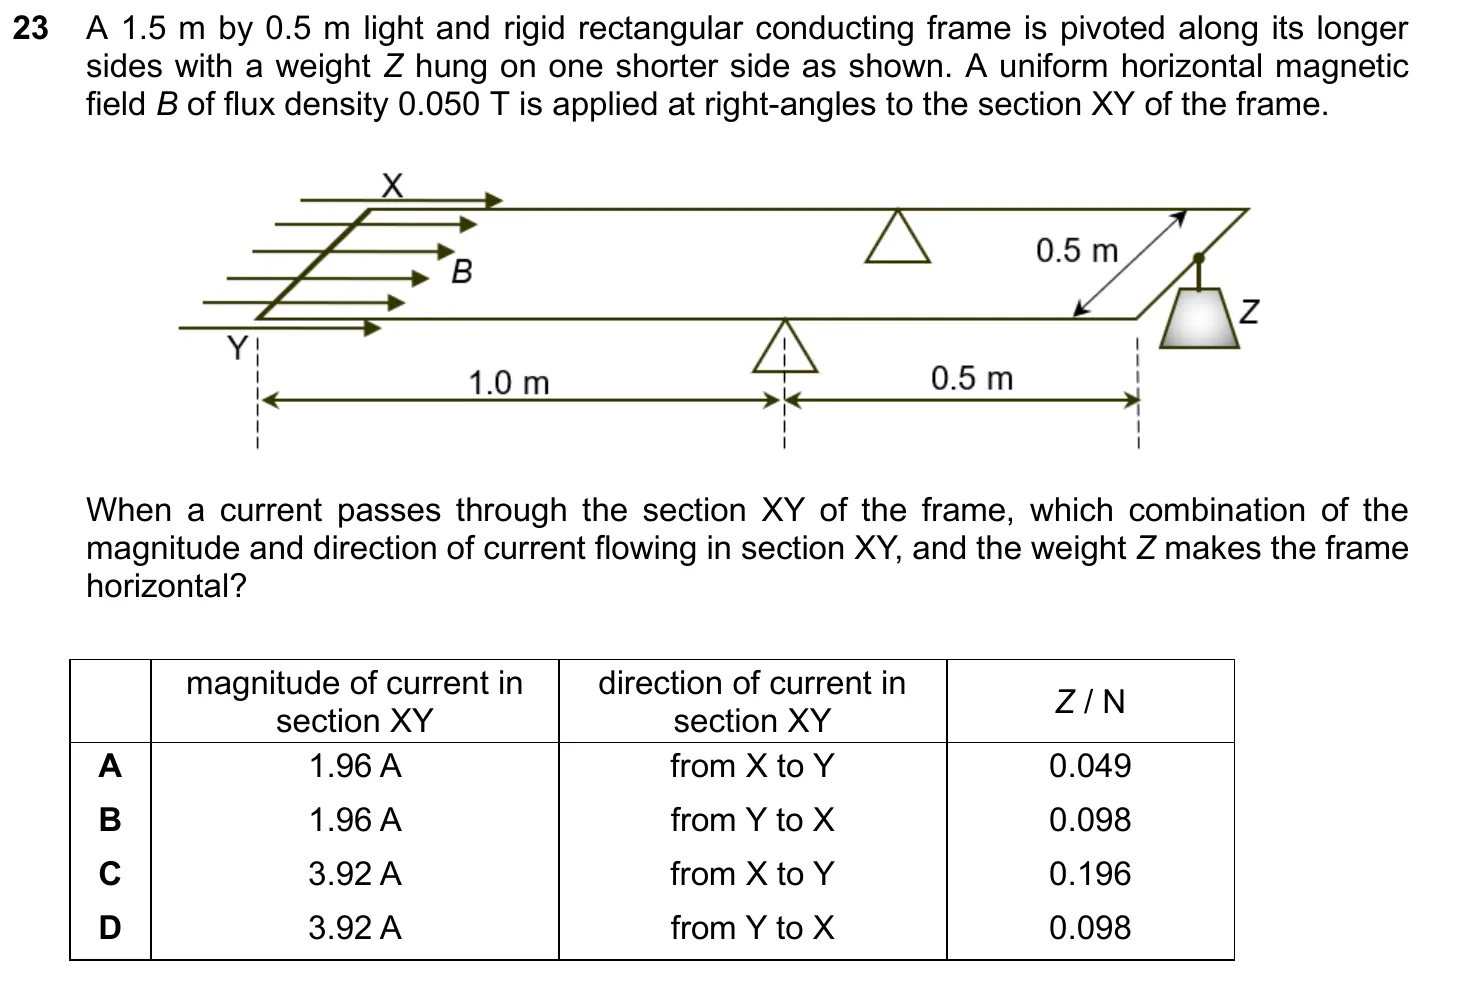 23 A 1.5 m by 0.5 m light and rigid rectangular conducting frame is pivoted along its longer
sides with a weight Z hung on one shorter side as shown. A uniform horizontal magnetic
field B of flux density 0.050 T is applied at right-angles to the section XY of the frame.
X
0.5 m
B
Z
Y
1.0 m
0.5 m
When a current passes through the section XY of the frame, which combination of the
magnitude and direction of current flowing in section XY, and the weight Z makes the frame
horizontal?
magnitude of current in section XY direction of current in section XY Z / N
A 1.96 A from X to Y 0.049
B 1.96 A from Y to X 0.098
C 3.92 A from X to Y 0.196
D 3.92 A from Y to X 0.098